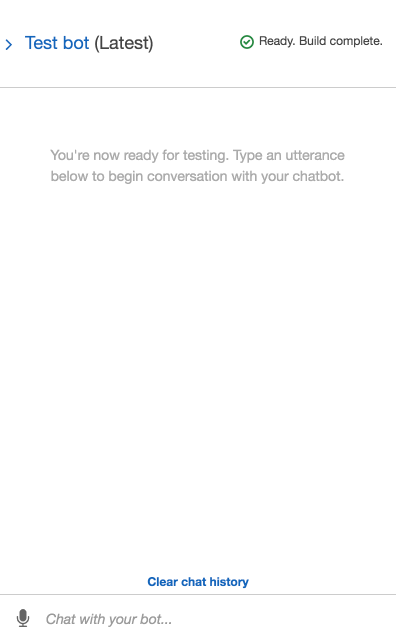 Test bot (Latest)
Ready. Build complete.
You're now ready for testing. Type an utterance
below to begin conversation with your chatbot.
Clear chat history
Chat with your bot...